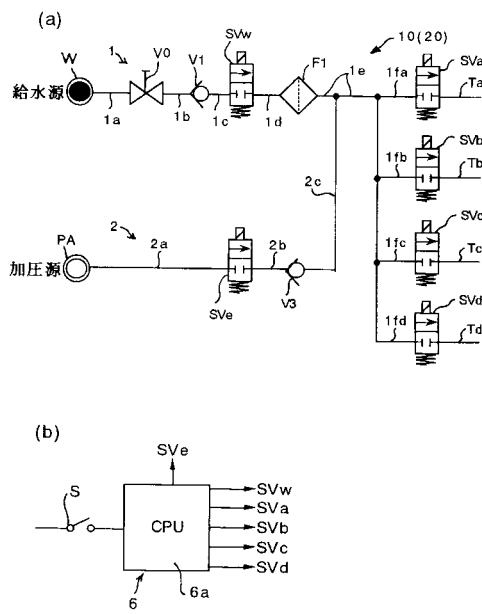 (a)
10(20)
W
1
V0
V1
SVw
F1
1e
SVa
給水源
1a
1b
1c
1d
1fa
Ta
SVb
1fb
Tb
2c
PA
2
2a
2b
SVc
1fc
Tc
加圧源
SVe
V3
SVd
1fd
Td
(b)
SVe
S
CPU
SVw
SVa
SVb
SVc
SVd
6
6a